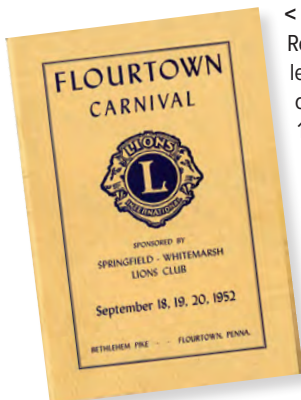 FLOURTOWN
CARNIVAL
LIONS
L
INTERNATIONAL
SPONSORED BY
SPRINGFIELD - WHITEMARSH
LIONS CLUB
September 18, 19, 20, 1952
BETHLEHEM PIKE - - FLOURTOWN, PENNA.
<